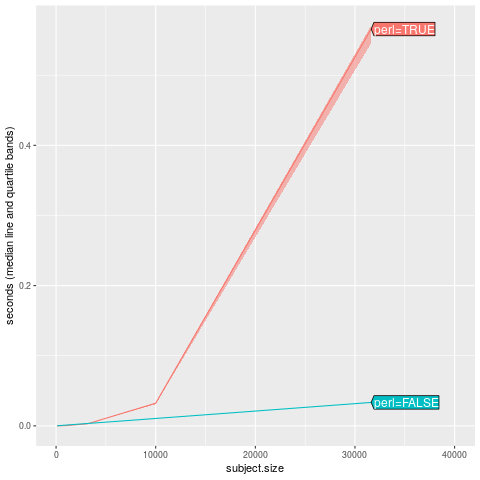 perl=TRUE
0.4
0.2
perl=FALSE
0.0
0
10000
20000
30000
40000
subject.size
seconds (median line and quartile bands)